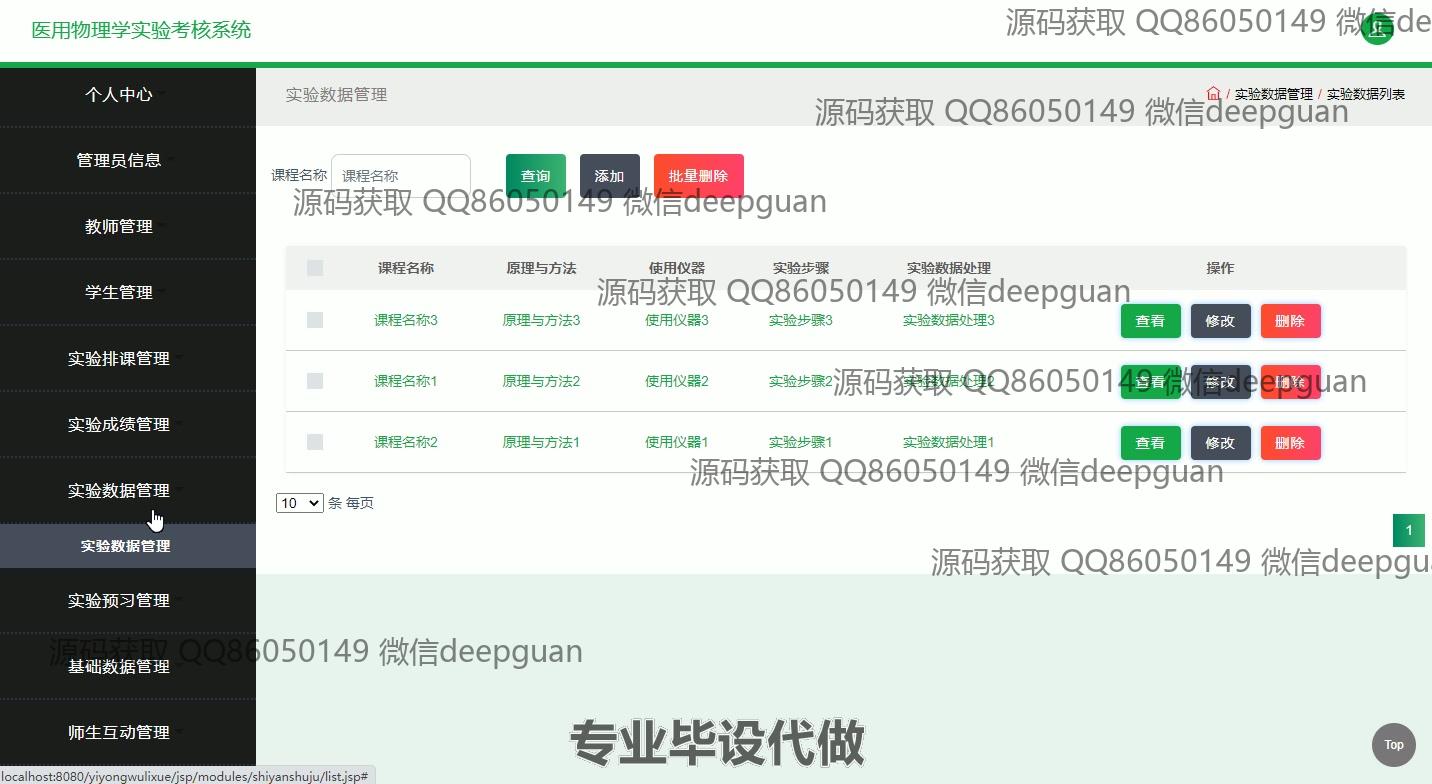 医用物理学实验考核系统
源码获取 QQ86050149 微信de
个人中心
管理员信息
教师管理
学生管理
实验排课管理
实验成绩管理
实验数据管理
实验数据管理
实验预习管理
基础数据管理
师生互动管理
实验数据管理
/ 实验数据管理 / 实验数据列表
源码获取 QQ86050149 微信deepguan
课程名称 课程名称 查询 添加 批量删除
源码获取 QQ86050149 微信deepguan
课程名称 原理与方法 使用仪器 实验步骤 实验数据处理 操作
源码获取 QQ86050149 微信deepguan
课程名称3 原理与方法3 使用仪器3 实验步骤3 实验数据处理3 查看 修改 删除
课程名称1 原理与方法2 使用仪器2 实验步骤2 实验数据处理2 查看 修改 删除
源码获取 QQ86050149 微信deepguan
课程名称2 原理与方法1 使用仪器1 实验步骤1 实验数据处理1 查看 修改 删除
源码获取 QQ86050149 微信deepguan
10 条 每页
1
源码获取 QQ86050149 微信deepgu
源码获取 QQ86050149 微信deepguan
专业毕设代做
Top
localhost:8080/yiyongwulixue/jsp/modules/shiyanshuju/list.jsp#